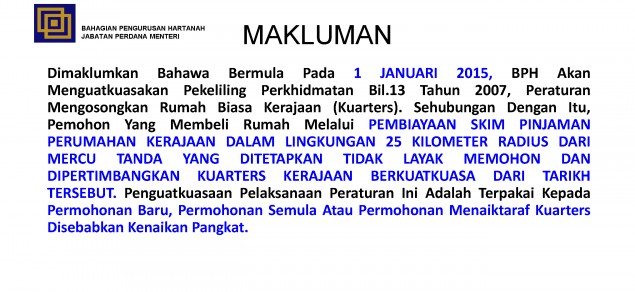 BAHAGIAN PENGURUSAN HARTANAH
JABATAN PERDANA MENTERI
MAKLUMAN
Dimaklumkan Bahawa Bermula Pada 1 JANUARI 2015, BPH Akan
Menguatkuasakan Pekeliling Perkhidmatan Bil.13 Tahun 2007, Peraturan
Mengosongkan Rumah Biasa Kerajaan (Kuarters). Sehubungan Dengan Itu,
Pemohon Yang Membeli Rumah Melalui PEMBIAYAAN SKIM PINJAMAN
PERUMAHAN KERAJAAN DALAM LINGKUNGAN 25 KILOMETER RADIUS DARI
MERCU TANDA YANG DITETAPKAN TIDAK LAYAK MEMOHON DAN
DIPERTIMBANGKAN KUARTERS KERAJAAN BERKUATKUASA DARI TARIKH
TERSEBUT. Penguatkuasaan Pelaksanaan Peraturan Ini Adalah Terpakai Kepada
Permohonan Baru, Permohonan Semula Atau Permohonan Menaiktaraf Kuarters
Disebabkan Kenaikan Pangkat.